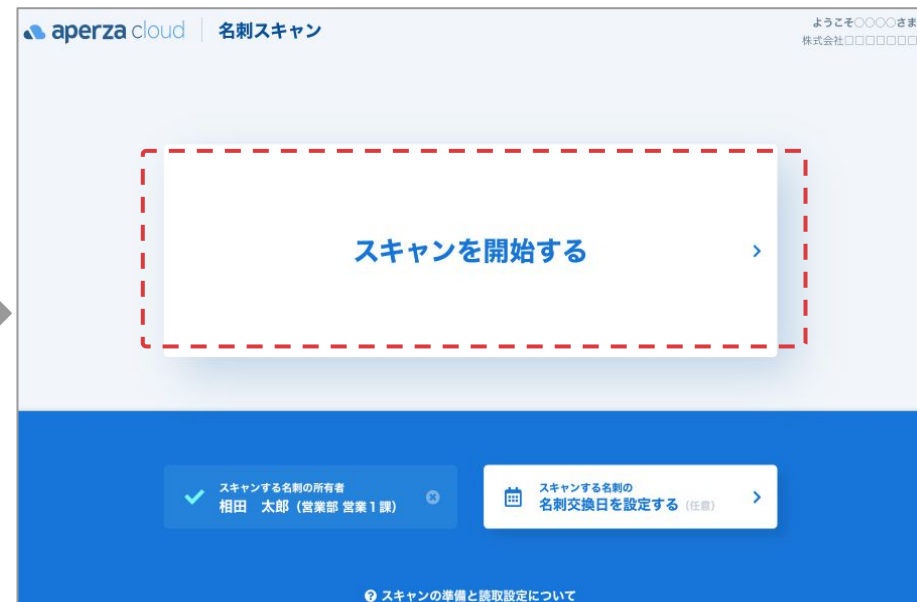 aperza cloud 名刺スキャン
ようこそ○○○○さま
株式会社□□□□□□□
スキャンを開始する
スキャンする名刺の所有者
相田 太郎（営業部 営業１課）
スキャンする名刺の
名刺交換日を設定する（任意）
スキャンの準備と読取設定について